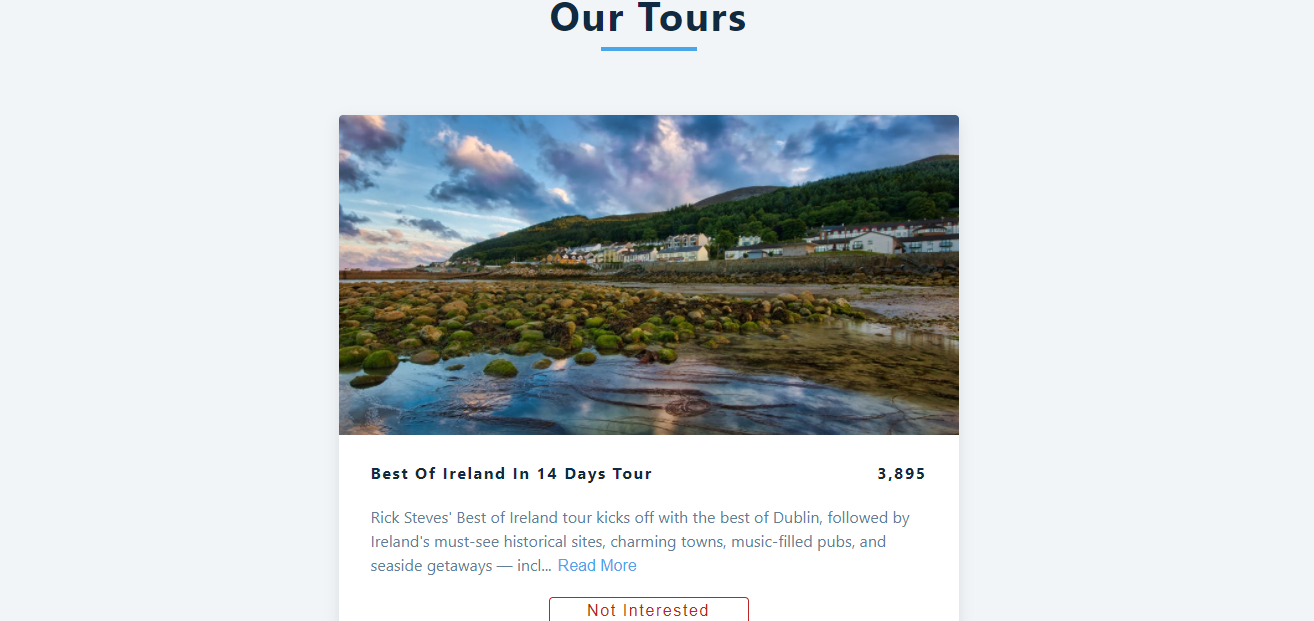 Our Tours
Best Of Ireland In 14 Days Tour 3,895
Rick Steves' Best of Ireland tour kicks off with the best of Dublin, followed by
Ireland's must-see historical sites, charming towns, music-filled pubs, and
seaside getaways — incl... Read More
Not Interested